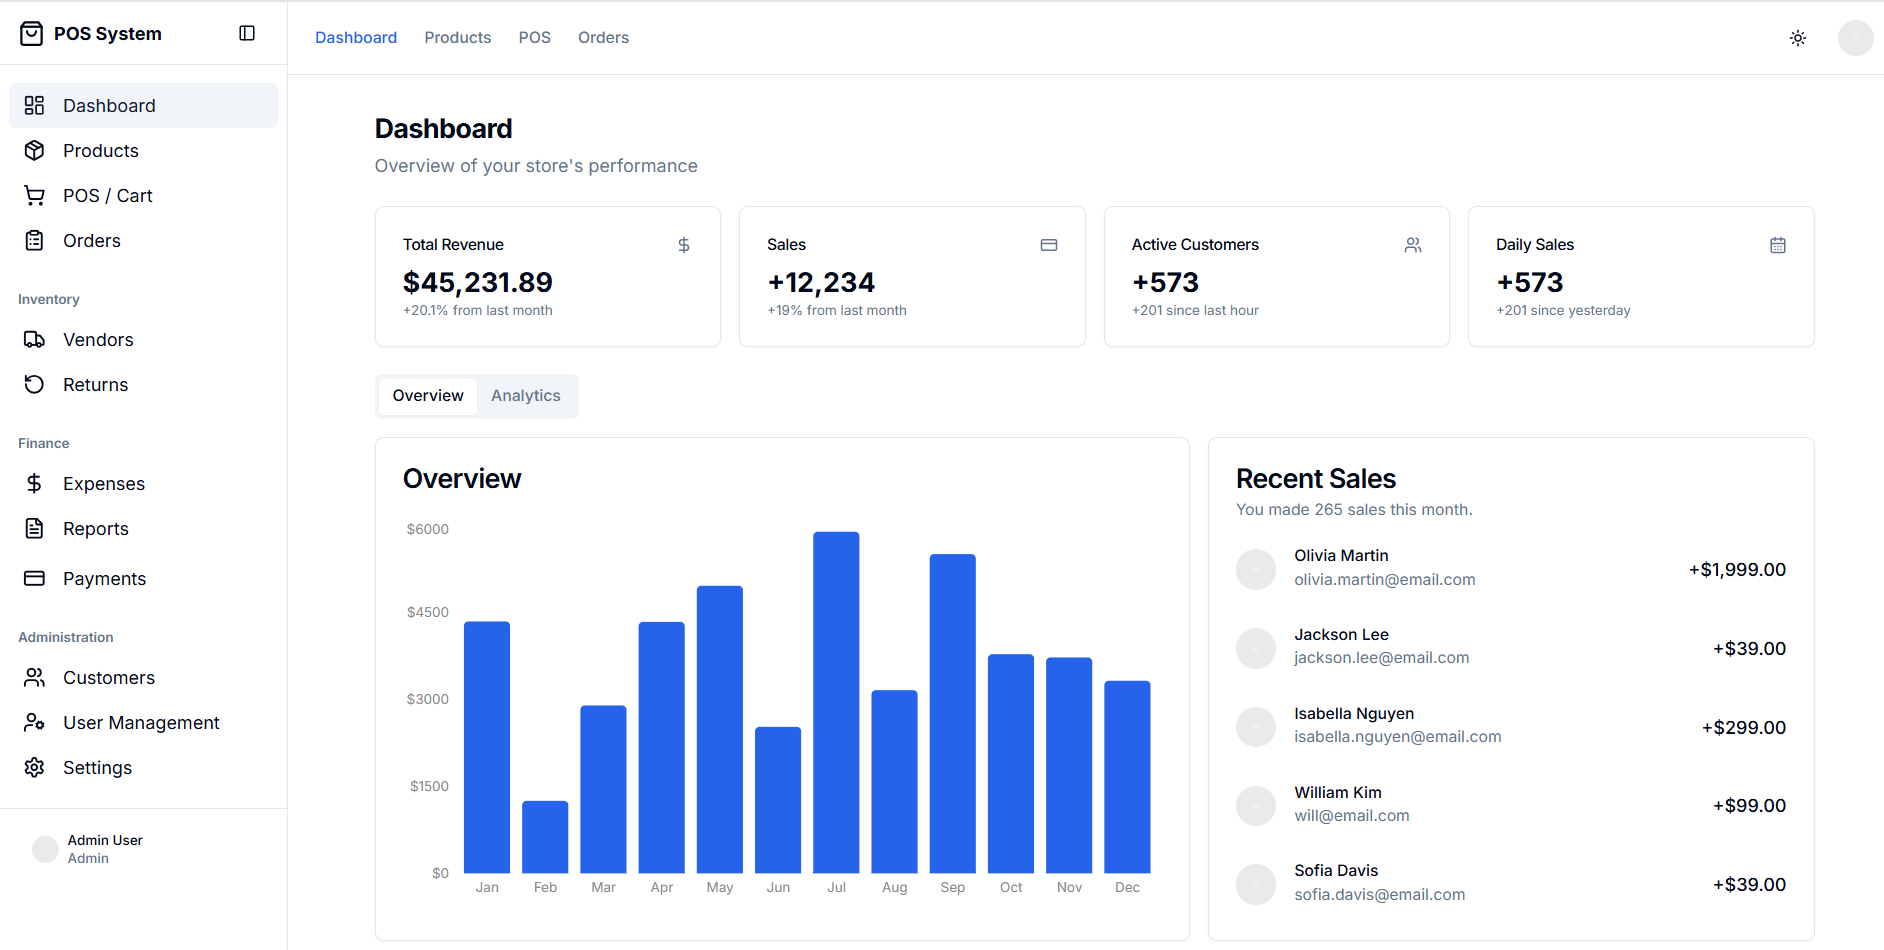 POS System
Dashboard
Products
POS / Cart
Orders
Inventory
Vendors
Returns
Finance
Expenses
Reports
Payments
Administration
Customers
User Management
Settings
Admin User
Admin
Dashboard Products POS Orders
Dashboard
Overview of your store's performance
Total Revenue
$45,231.89
+20.1% from last month
Sales
+12,234
+19% from last month
Active Customers
+573
+201 since last hour
Daily Sales
+573
+201 since yesterday
Overview Analytics
Overview
$6000
$4500
$3000
$1500
$0
Jan Feb Mar Apr May Jun Jul Aug Sep Oct Nov Dec
Recent Sales
You made 265 sales this month.
Olivia Martin
olivia.martin@email.com
+$1,999.00
Jackson Lee
jackson.lee@email.com
+$39.00
Isabella Nguyen
isabella.nguyen@email.com
+$299.00
William Kim
will@email.com
+$99.00
Sofia Davis
sofia.davis@email.com
+$39.00